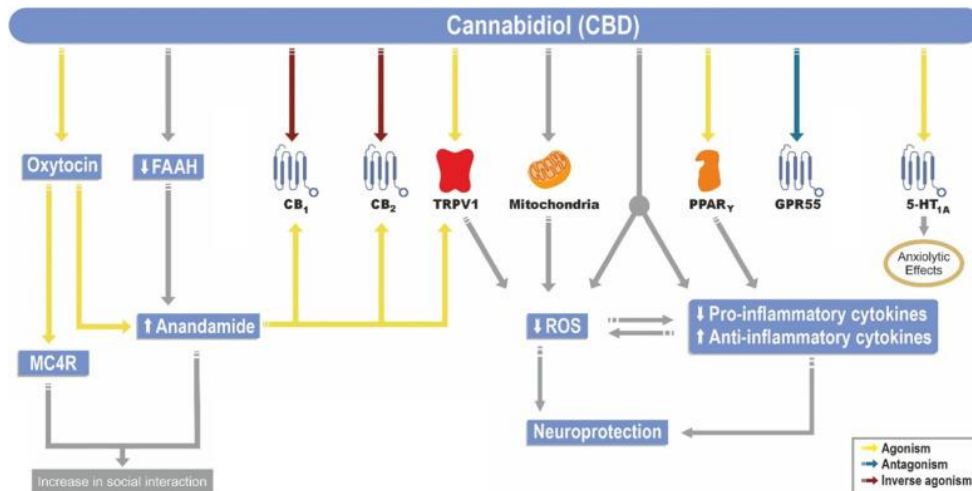 Cannabidiol (CBD)
Oxytocin
↓ FAAH
CB1
CB2
TRPV1
Mitochondria
PPARγ
GPR55
5-HT1A
Anxiolytic
Effects
↑ Anandamide
↓ ROS
↓ Pro-inflammatory cytokines
↑ Anti-inflammatory cytokines
MC4R
Neuroprotection
Increase in social interaction
Agonism
Antagonism
Inverse agonism